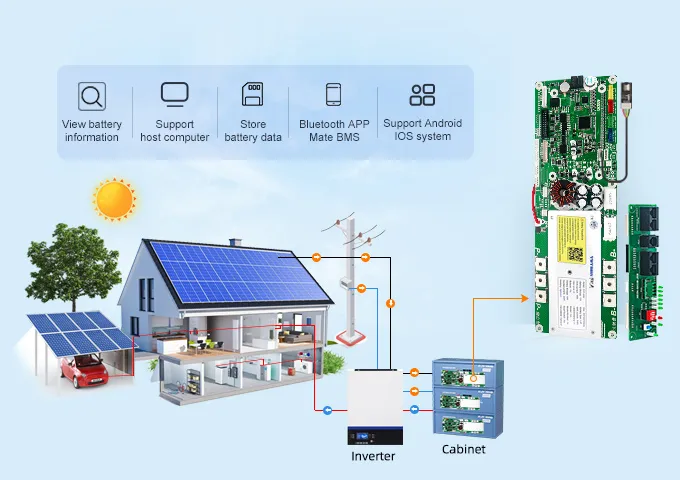 View battery
information
Support
host computer
Store
battery data
Bluetooth APP
Mate BMS
Support Android
IOS system
Inverter
Cabinet
P-
B-
P-
B-